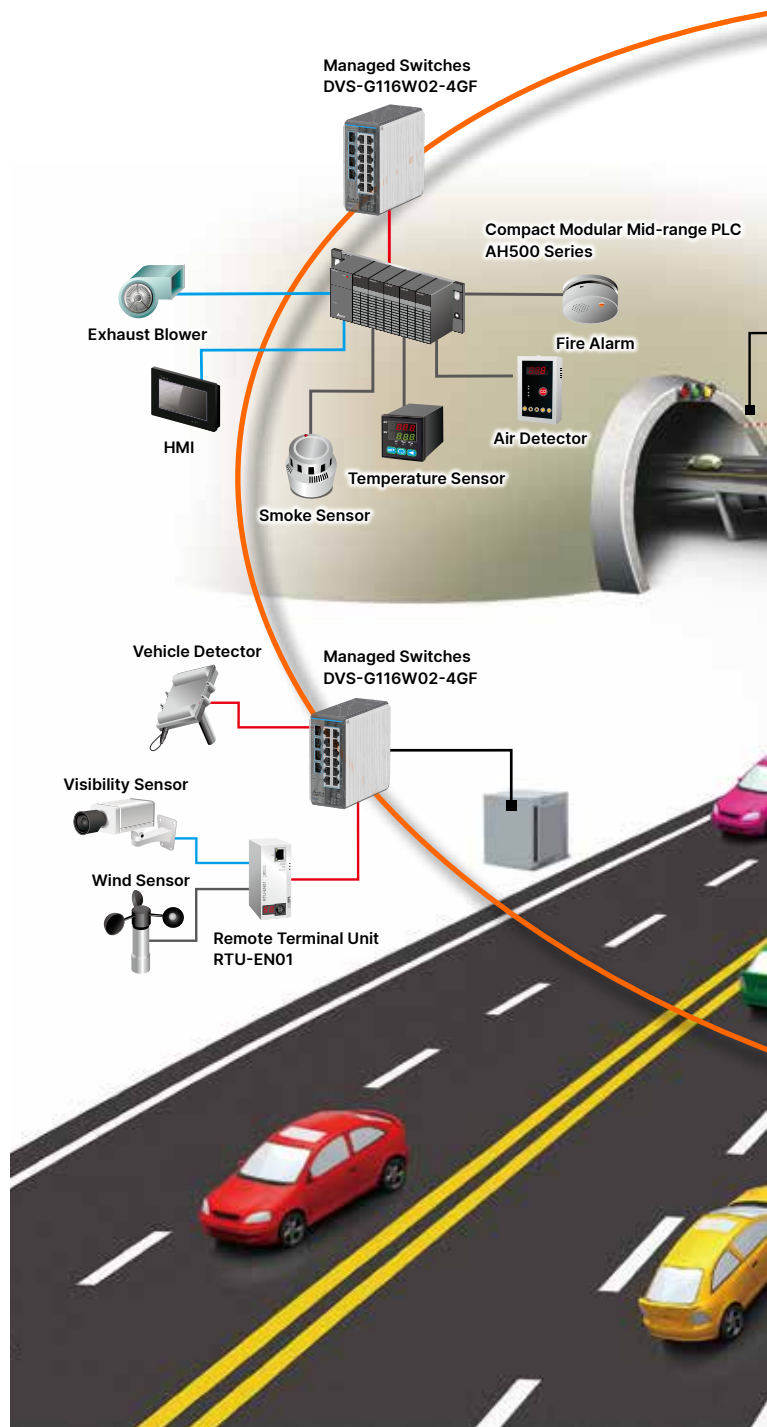 Managed Switches
DVS-G116W02-4GF
Compact Modular Mid-range PLC
AH500 Series
Exhaust Blower
Fire Alarm
HMI
Air Detector
Temperature Sensor
Smoke Sensor
Vehicle Detector
Managed Switches
DVS-G116W02-4GF
Visibility Sensor
Wind Sensor
Remote Terminal Unit
RTU-EN01